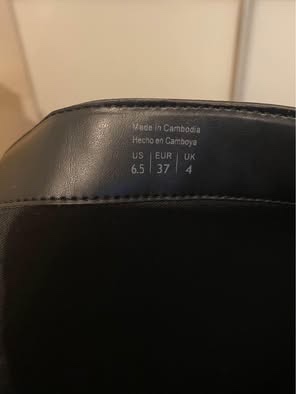 Made in Cambodia
Hecho en Camboya
US | EUR | UK
6.5 | 37 | 4